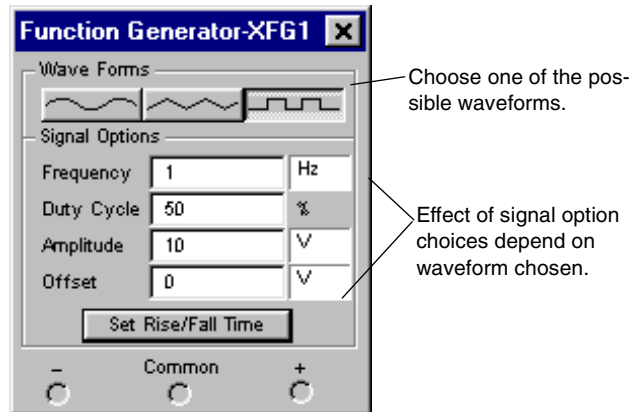 Function Generator-XFG1
Wave Forms
Choose one of the pos-
sible waveforms.
Signal Options
Frequency 1 Hz
Duty Cycle 50 %
Amplitude 10 V
Offset 0 V
Effect of signal option
choices depend on
waveform chosen.
Set Rise/Fall Time
– Common +